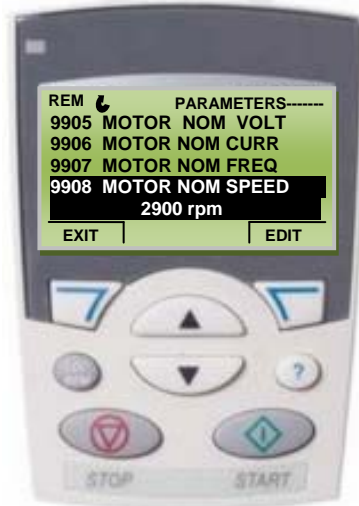 REM PARAMETERS-------
9905 MOTOR NOM VOLT
9906 MOTOR NOM CURR
9907 MOTOR NOM FREQ
9908 MOTOR NOM SPEED
2900 rpm
EXIT EDIT
?
STOP START